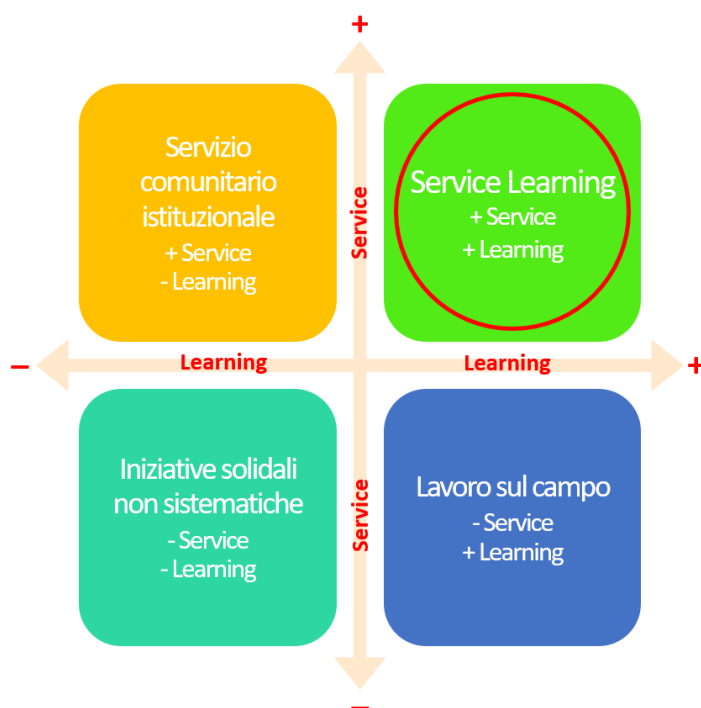 +
Servizio
comunitario
istituzionale
+ Service
- Learning
Service
Service Learning
+ Service
+ Learning
–
Learning
Learning
+
Iniziative solidali
non sistematiche
- Service
- Learning
Service
Lavoro sul campo
- Service
+ Learning
–